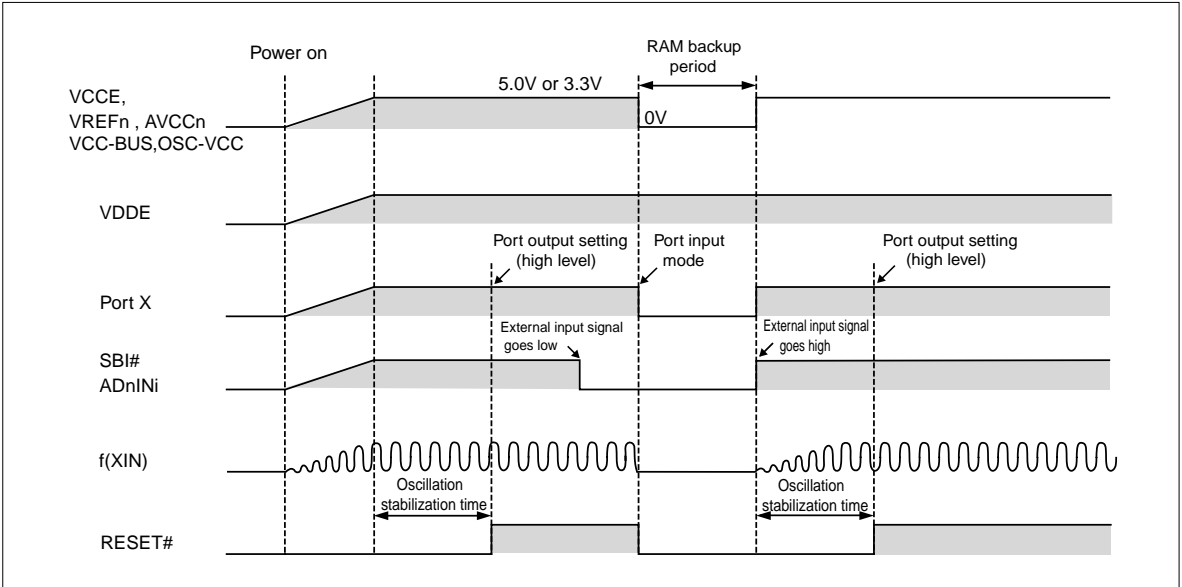 Power on
RAM backup
period
5.0V or 3.3V
VCCE,
VREFn , AVCCn
VCC-BUS,OSC-VCC
0V
VDDE
Port output setting
(high level)
Port input
mode
Port output setting
(high level)
Port X
External input signal
goes low
External input signal
goes high
SBI#
ADnINi
f(XIN)
Oscillation
stabilization time
Oscillation
stabilization time
RESET#